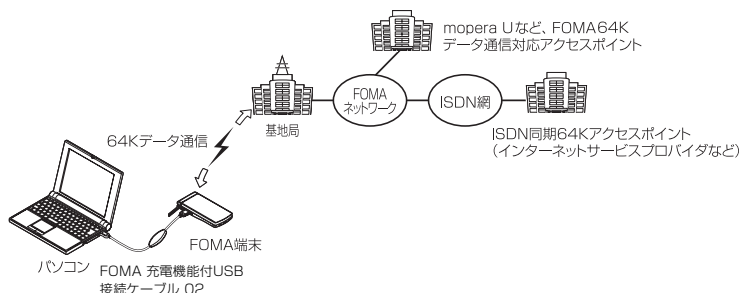 mopera Uなど、FOMA64K
データ通信対応アクセスポイント
FOMA
ネットワーク
ISDN網
基地局
ISDN同期64Kアクセスポイント
（インターネットサービスプロバイダなど）
64Kデータ通信
FOMA端末
パソコン
FOMA 充電機能付USB
接続ケーブル 02